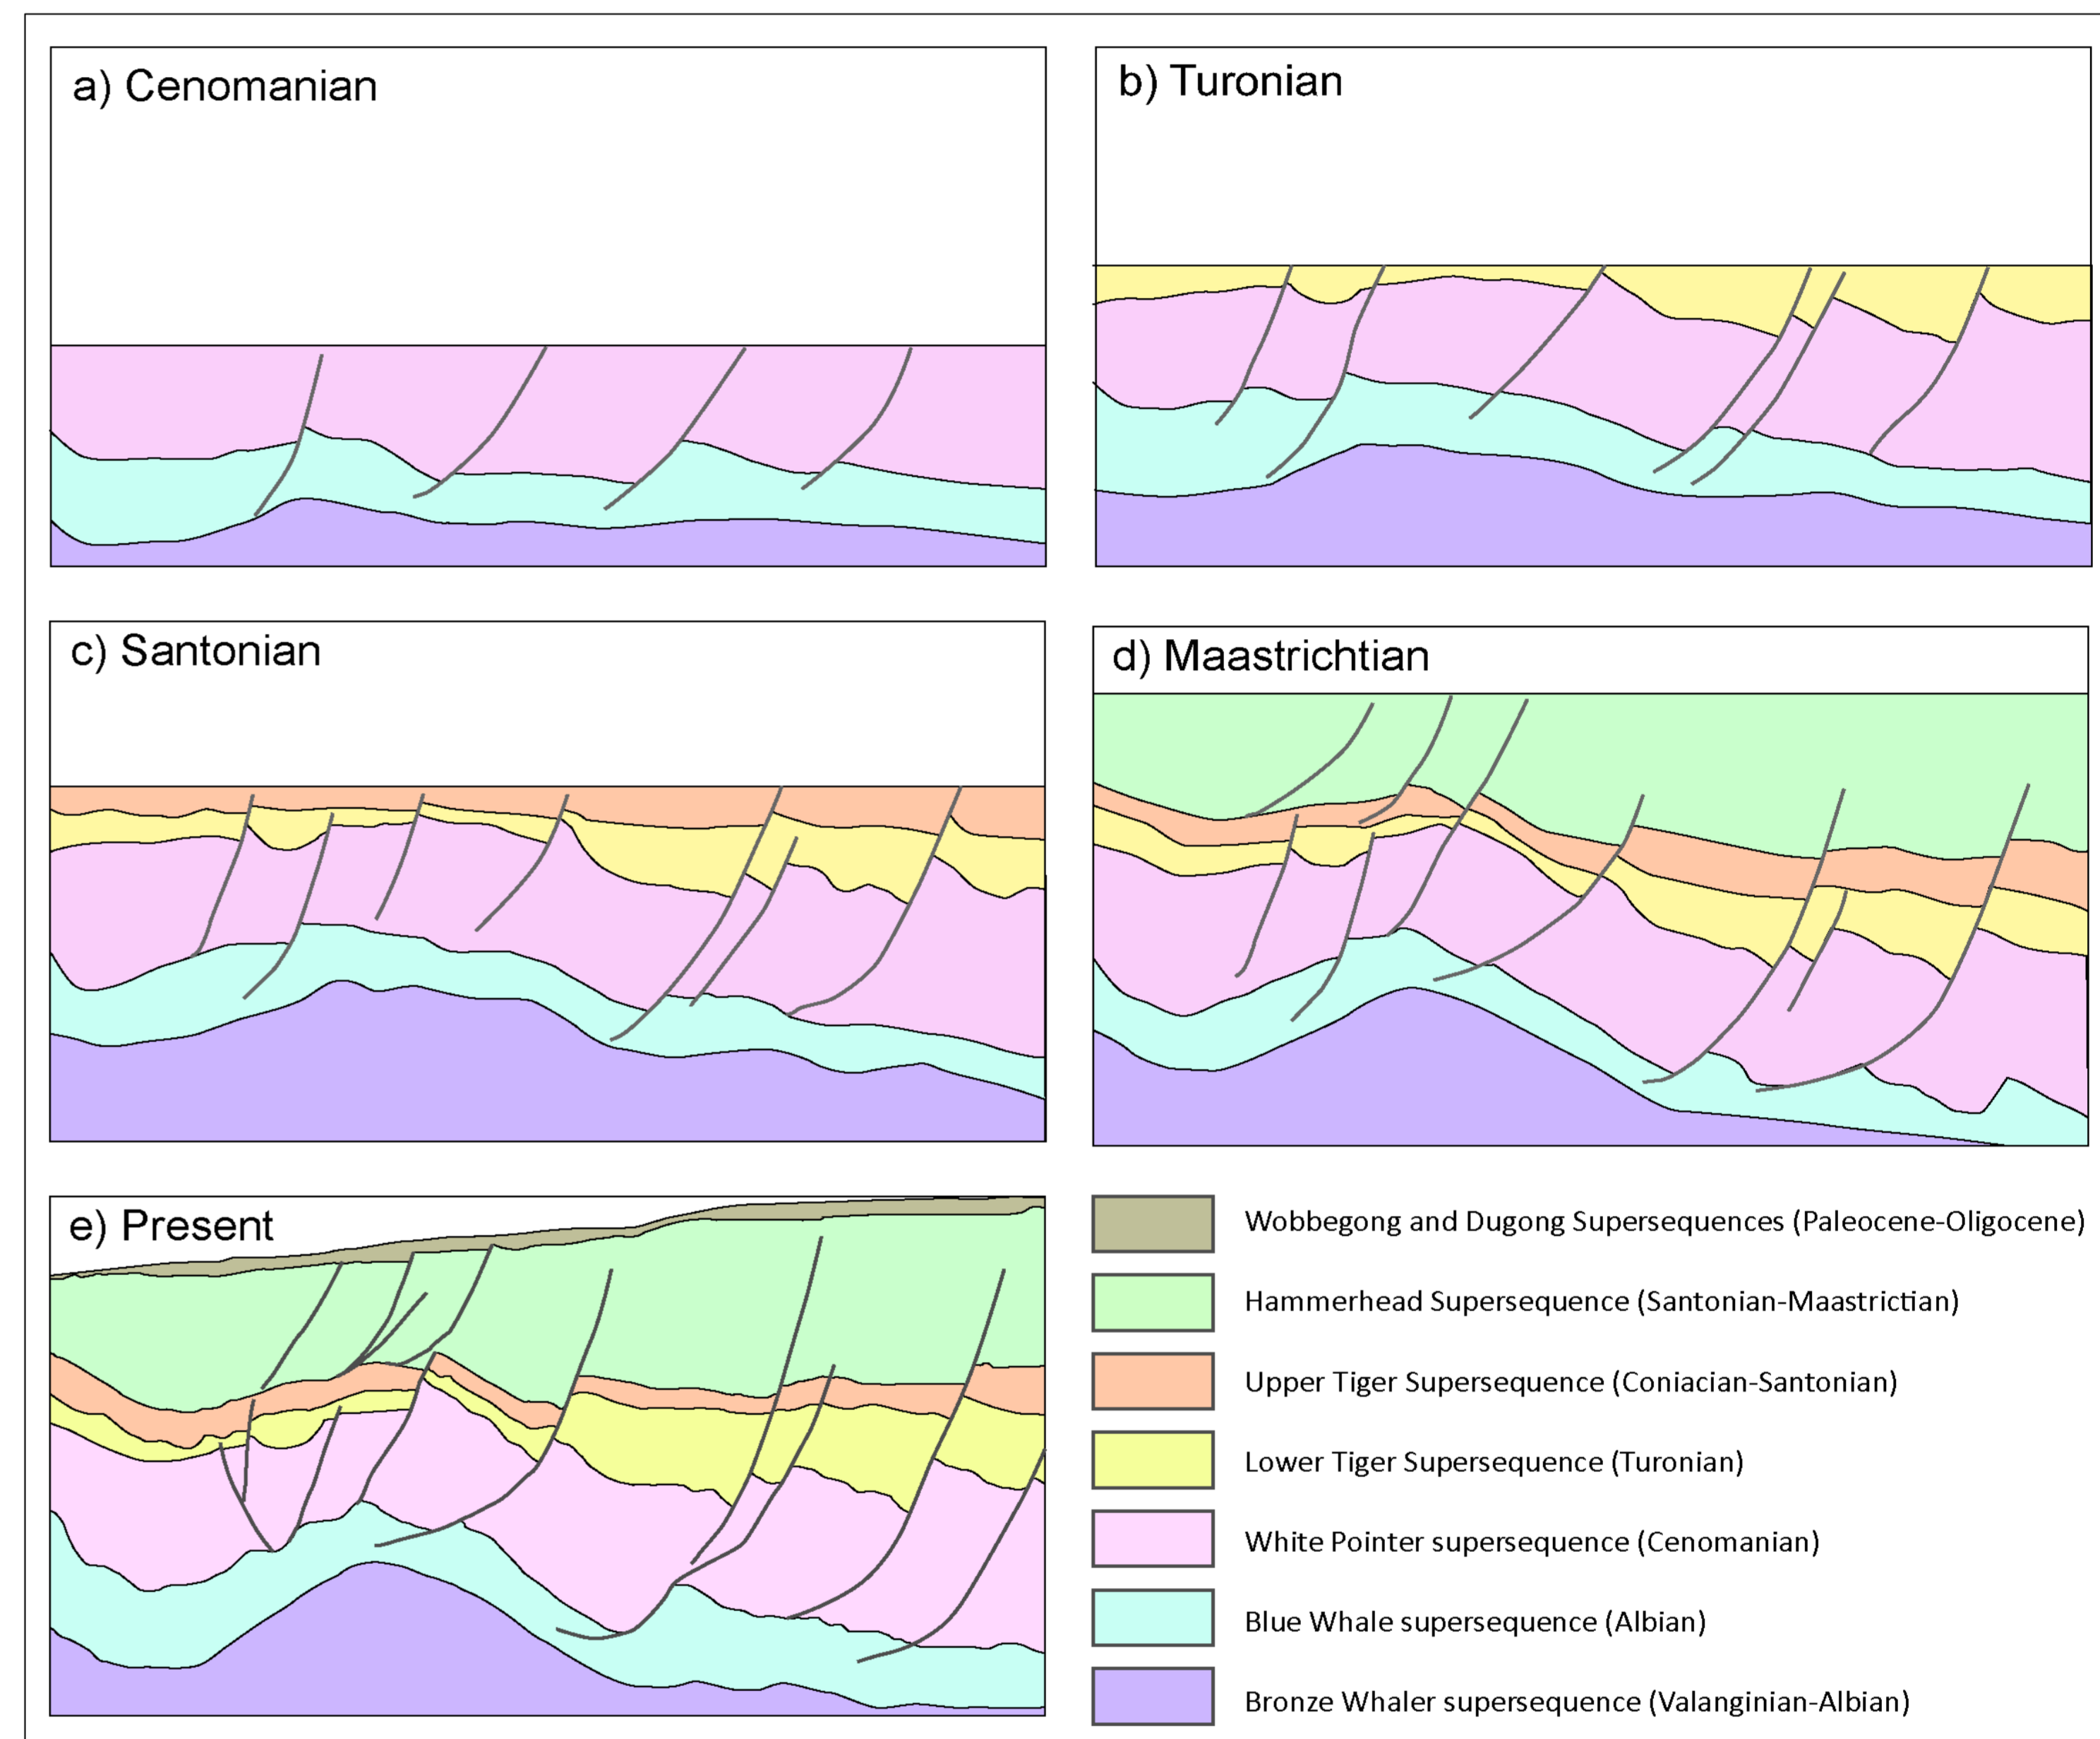 a) Cenomanian
b) Turonian
c) Santonian
d) Maastrichtian
e) Present
Wobbegong and Dugong Supersequences (Paleocene-Oligocene)
Hammerhead Supersequence (Santonian-Maastrictian)
Upper Tiger Supersequence (Coniacian-Santonian)
Lower Tiger Supersequence (Turonian)
White Pointer supersequence (Cenomanian)
Blue Whale supersequence (Albian)
Bronze Whaler supersequence (Valanginian-Albian)